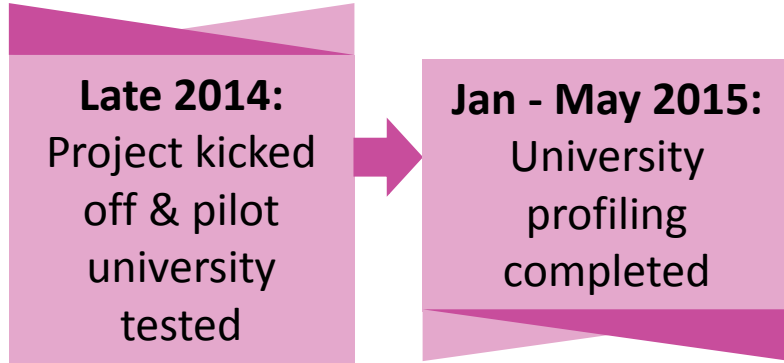 Late 2014:
Project kicked
off & pilot
university
tested
Jan - May 2015:
University
profiling
completed